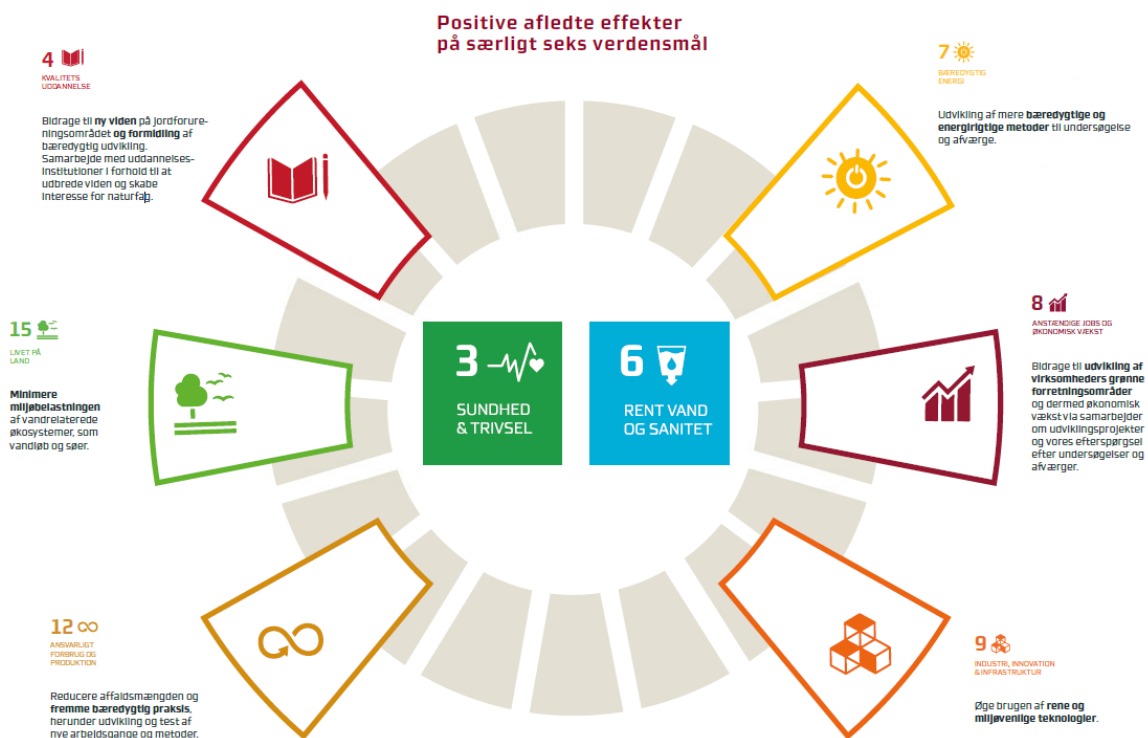 Positive afledte effekter
på særligt seks verdensmål
4
KVALITETS
UDDANNELSE
Bidrage til ny viden på jordforure-
ningsområdet og formidling af
bæredygtig udvikling.
Samarbejde med uddannelses-
institutioner i forhold til at
udbrede viden og skabe
interesse for naturfag.
7
BÆREDYSTIG
ENERGI
Udvikling af mere bæredygtige og
energirigtige metoder til undersøgelse
og afværge.
15
LIVET PÅ
LAND
Minimere
miljøbelastningen
af vandrelaterede
økosystemer, som
vandløb og søer.
3
SUNDHED
& TRIVSEL
6
RENT VAND
OG SANITET
8
ANSTÆNDIGE JOBS OG
ØKONOMISK VÆKST
Bidrage til udvikling af
virksomheders grønne
forretningsområder
og dermed økonomisk
vækst via samarbejder
om udviklingsprojekter
og vores efterspørgsel
efter undersøgelser og
afværger.
12
ANSVARLIGT
FORBRUG OG
PRODUKTION
Reducere affaldsmængden og
fremme bæredygtig praksis,
herunder udvikling og test af
nye arbejdsgange og metoder.
9
INDUSTRI, INNOVATION
& INFRASTRUKTUR
Øge brugen af rene og
miljøvenlige teknologier.